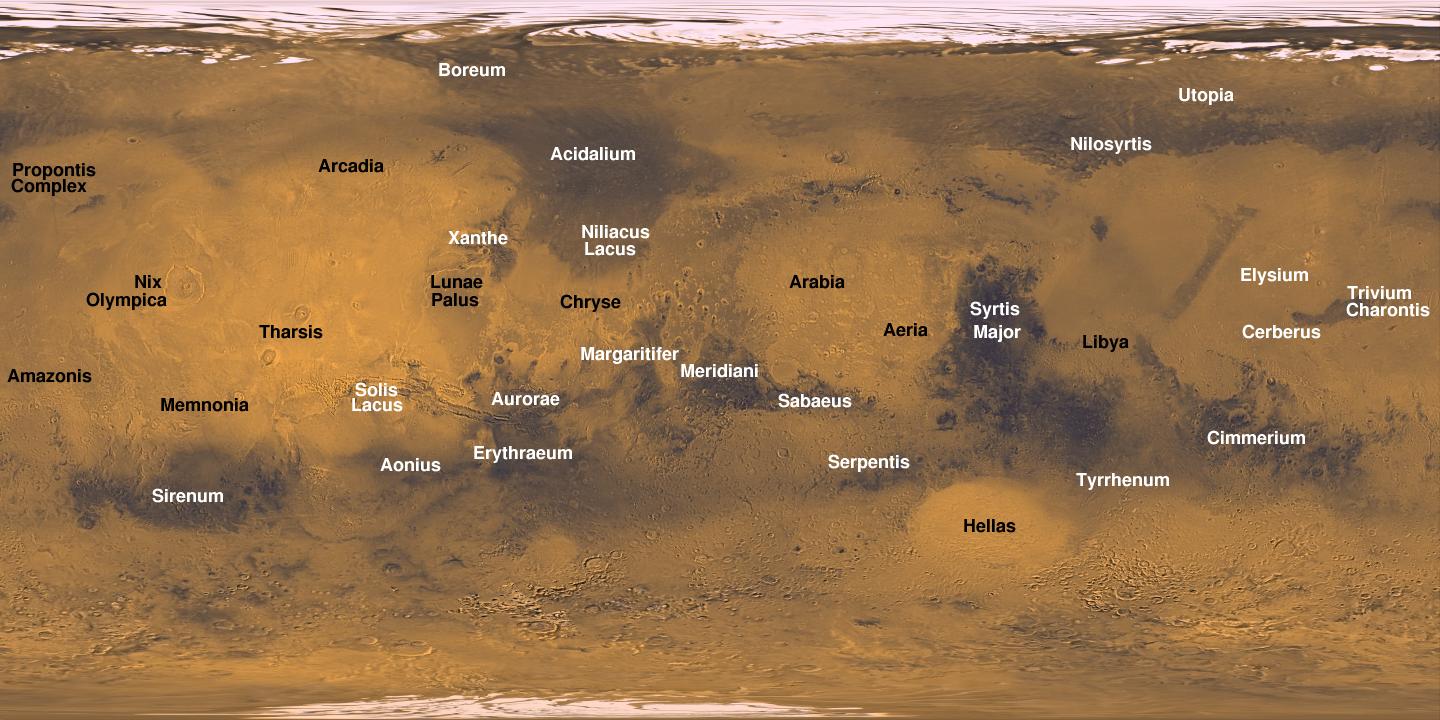 Boreum
Utopia
Nilosyrtis
Acidalium
Arcadia
Propontis
Complex
Xanthe
Niliacus
Lacus
Nix
Olympica
Lunae
Palus
Chryse
Arabia
Elysium
Trivium
Charontis
Syrtis
Major
Tharsis
Aeria
Libya
Cerberus
Margaritifer
Meridiani
Amazonis
Memnonia
Solis
Lacus
Aurorae
Sabaeus
Cimmerium
Erythraeum
Aonius
Serpentis
Tyrrhenum
Sirenum
Hellas